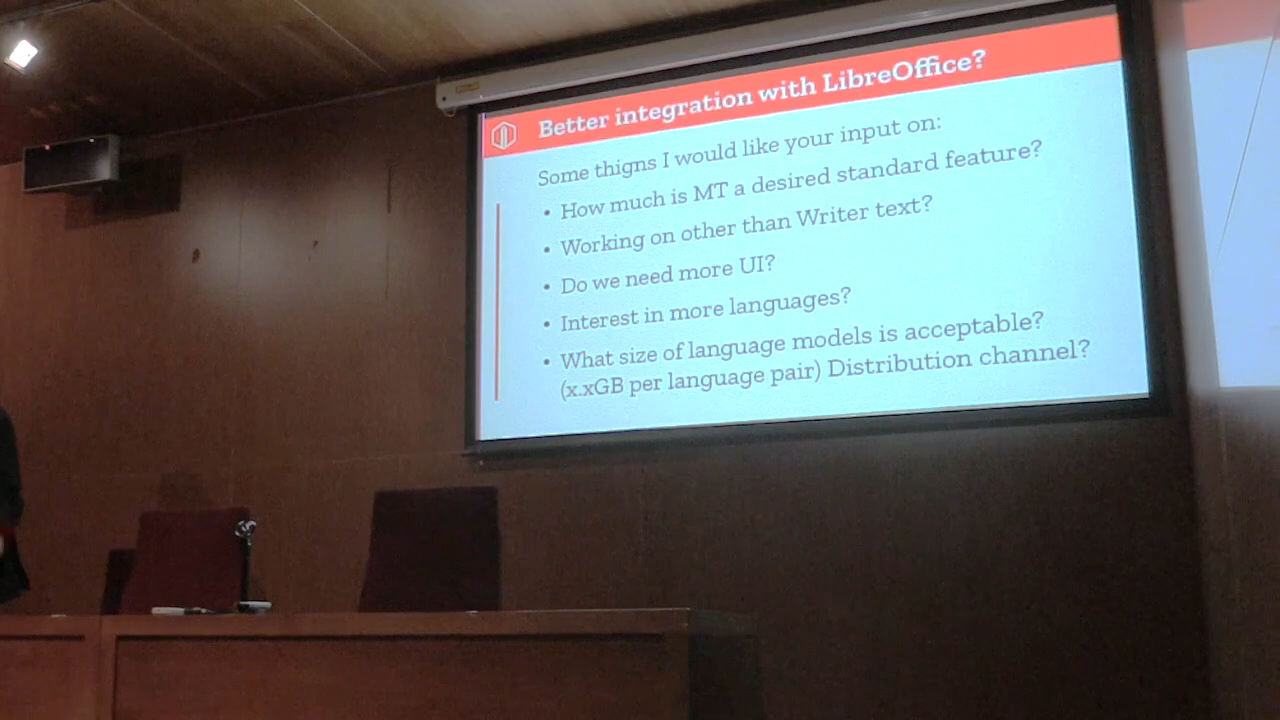 Better integration with LibreOffice?
Some thigns I would like your input on:
• How much is MT a desired standard feature?
• Working on other than Writer text?
• Do we need more UI?
• Interest in more languages?
• What size of language models is acceptable?
(x.xGB per language pair) Distribution channel?